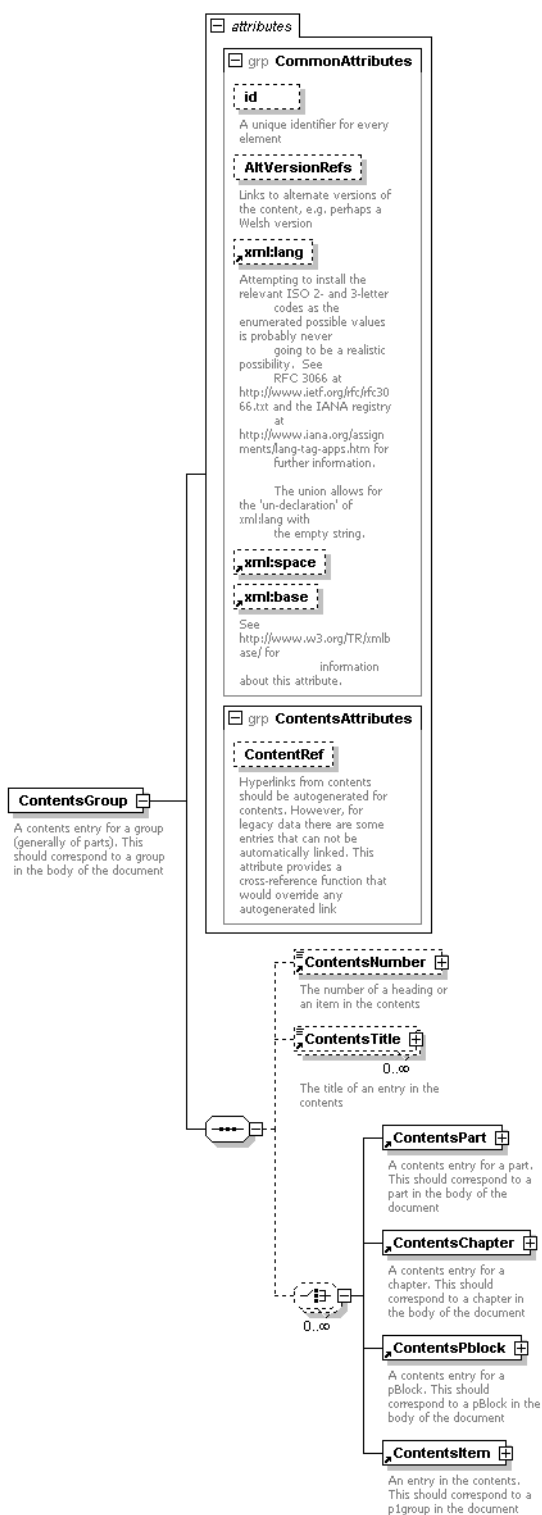 attributes
grp CommonAttributes
id
A unique identifier for every
element
AltVersionRefs
Links to alternate versions of
the content, e.g. perhaps a
Welsh version
xml:lang
Attempting to install the
relevant ISO 2- and 3-letter
codes as the
enumerated possible values
is probably never
going to be a realistic
possibility. See
RFC 3066 at
http://www.ietf.org/rfc/rfc30
66.txt and the IANA registry
at
http://www.iana.org/assign
ments/lang-tag-apps.htm for
further information.
The union allows for
the 'un-declaration' of
xml:lang with
the empty string.
xml:space
xml:base
See
http://www.w3.org/TR/xmlb
ase/ for
information
about this attribute.
grp ContentsAttributes
ContentRef
Hyperlinks from contents
should be autogenerated for
contents. However, for
legacy data there are some
entries that can not be
automatically linked. This
attribute provides a
cross-reference function that
would override any
autogenerated link
ContentsGroup
A contents entry for a group
(generally of parts). This
should correspond to a group
in the body of the document
ContentsNumber
The number of a heading or
an item in the contents
ContentsTitle
0..∞
The title of an entry in the
contents
ContentsPart
A contents entry for a part.
This should correspond to a
part in the body of the
document
ContentsChapter
A contents entry for a
chapter. This should
correspond to a chapter in
the body of the document
0..∞
ContentsPblock
A contents entry for a
pBlock. This should
correspond to a pBlock in the
body of the document
ContentsItem
An entry in the contents.
This should correspond to a
p1group in the document